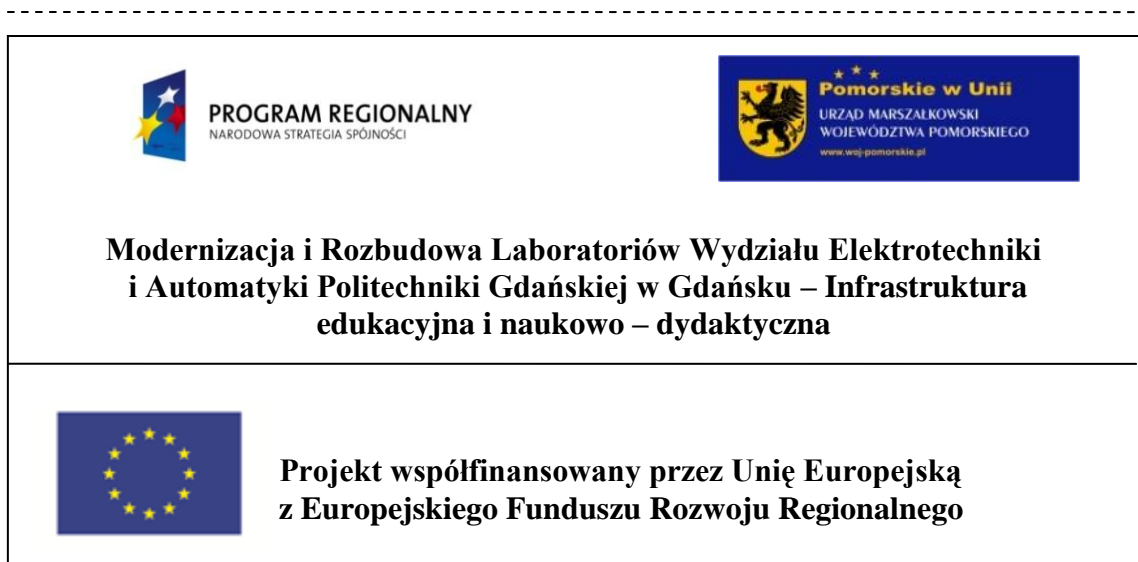 PROGRAM REGIONALNY
NARODOWA STRATEGIA SPÓJNOŚCI
Pomorskie w Unii
URZĄD MARSZAŁKOWSKI
WOJEWÓDZTWA POMORSKIEGO
www.woj-pomorskie.pl
Modernizacja i Rozbudowa Laboratoriów Wydziału Elektrotechniki
i Automatyki Politechniki Gdańskiej w Gdańsku – Infrastruktura
edukacyjna i naukowo – dydaktyczna
Projekt współfinansowany przez Unię Europejską
z Europejskiego Funduszu Rozwoju Regionalnego